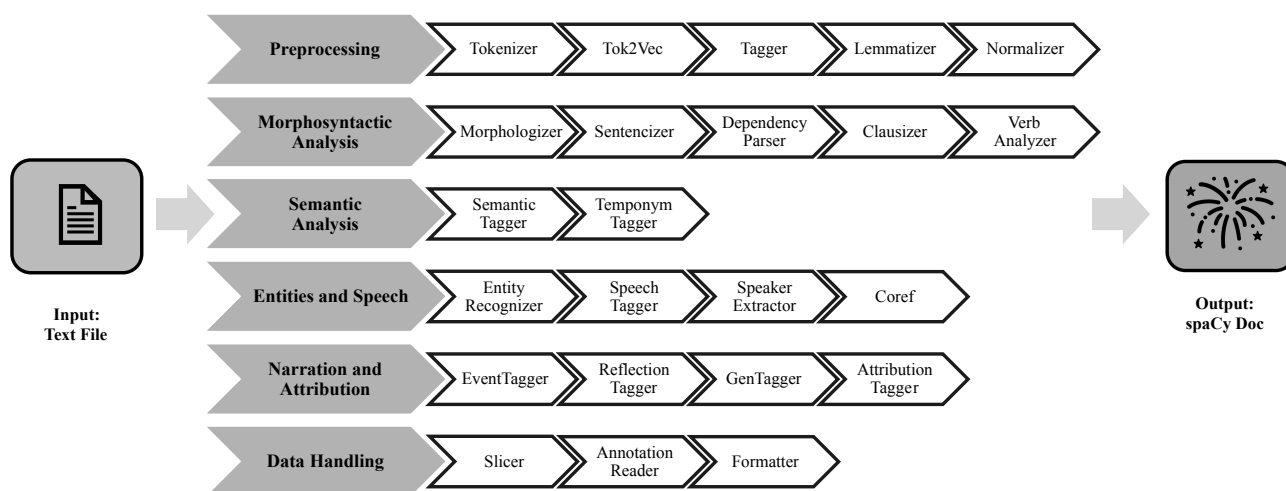 Preprocessing
Tokenizer
Tok2Vec
Tagger
Lemmatizer
Normalizer
Morphosyntactic
Analysis
Morphologizer
Sentencizer
Dependency
Parser
Clausizer
Verb
Analyzer
Semantic
Analysis
Semantic
Tagger
Temponym
Tagger
Entities and Speech
Entity
Recognizer
Speech
Tagger
Speaker
Extractor
Coref
Input:
Text File
Output:
spaCy Doc
Narration and
Attribution
EventTagger
Reflection
Tagger
GenTagger
Attribution
Tagger
Data Handling
Slicer
Annotation
Reader
Formatter